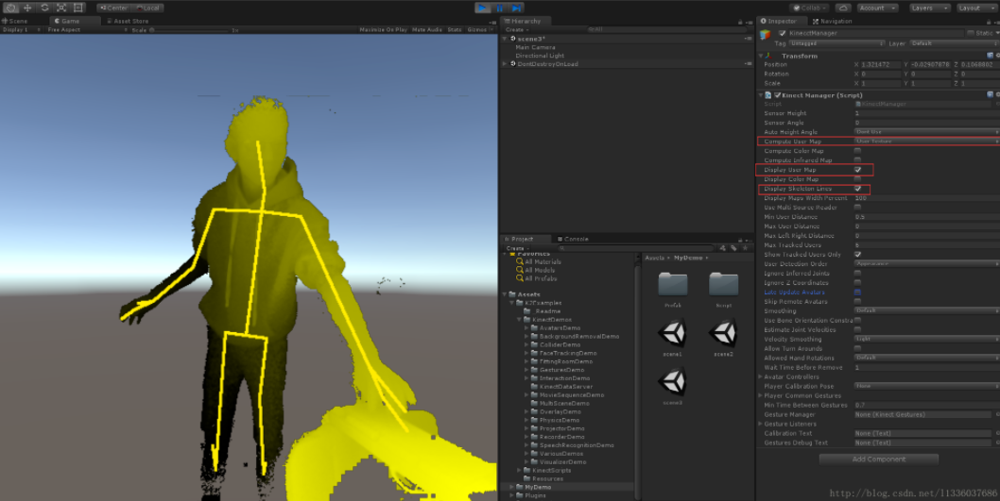 Center
Local
Collab
Account
Layers
Layout
Scene
Game
Asset Store
Display 1
Free Aspect
Scale
1x
Maximize On Play
Mute Audio
Stats
Gizmos
Hierarchy
Create
All
scene3*
Main Camera
Directional Light
DontDestroyOnLoad
Project
Console
Create
Favorites
All Materials
All Models
All Prefabs
Assets
K2Examples
_Readme
KinectDemos
AvatarsDemo
BackgroundRemovalDemo
ColliderDemo
FaceTrackingDemo
FittingRoomDemo
GesturesDemo
InteractionDemo
KinectDataServer
MovieSequenceDemo
MultiSceneDemo
OverlayDemo
PhysicsDemo
ProjectorDemo
RecorderDemo
SpeechRecognitionDemo
VariousDemos
VisualizerDemo
KinectScripts
Resources
MyDemo
Plugins
Assets
MyDemo
Prefab
Script
scene1
scene2
scene3
Inspector
Navigation
KinectManager
Static
Tag Untagged
Layer Default
Transform
Position X 1.321472 Y Z
Rotation X 0 Y 0 Z 0
Scale X 1 Y 1 Z 1
Kinect Manager (Script)
Script KinectManager
Sensor Height 1
Sensor Angle 0
Auto Height Angle Dont Use
Compute User Map User Texture
Compute Color Map
Compute Infrared Map
Display User Map
Display Color Map
Display Skeleton Lines
Display Maps Width Percent 100
Use Multi Source Reader
Min User Distance 0.5
Max User Distance 0
Max Left Right Distance 0
Max Tracked Users 6
Show Tracked Users Only
User Detection Order Appearance
Ignore Inferred Joints
Ignore Z Coordinates
Late Update Avatars
Skip Remote Avatars
Smoothing Default
Use Bone Orientation Constra
Estimate Joint Velocities
Velocity Smoothing Light
Allow Turn Arounds
Allowed Hand Rotations Default
Wait Time Before Remove 1
Avatar Controllers
Player Calibration Pose None
Player Common Gestures
Min Time Between Gestures 0.7
Gesture Manager None (Kinect Gestures)
Gesture Listeners
Calibration Text None (Text)
Gestures Debug Text None (Text)
Add Component
http://blog.csdn.net/l1336037686